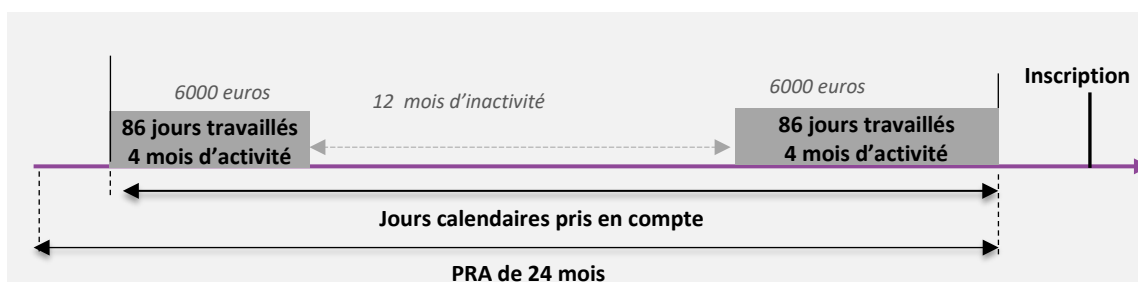 Inscription
6000 euros
12 mois d'inactivité
6000 euros
86 jours travaillés
4 mois d'activité
86 jours travaillés
4 mois d'activité
Jours calendaires pris en compte
PRA de 24 mois